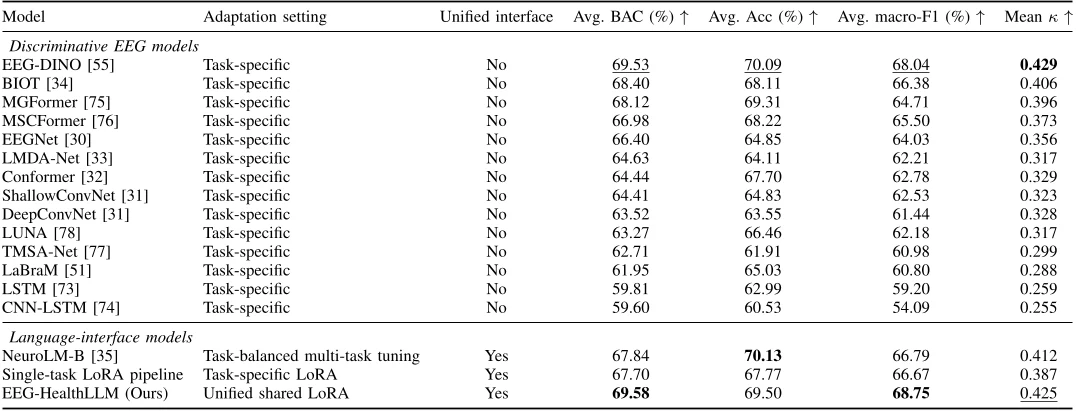 Model Adaptation setting Unified interface Avg. BAC (%) ↑ Avg. Acc (%) ↑ Avg. macro-F1 (%) ↑ Mean κ ↑
Discriminative EEG models
EEG-DINO [55] Task-specific No 69.53 70.09 68.04 0.429
BIOT [34] Task-specific No 68.40 68.11 66.38 0.406
MGFormer [75] Task-specific No 68.12 69.31 64.71 0.396
MSCFormer [76] Task-specific No 66.98 68.22 65.50 0.373
EEGNet [30] Task-specific No 66.40 64.85 64.03 0.356
LMDA-Net [33] Task-specific No 64.63 64.11 62.21 0.317
Conformer [32] Task-specific No 64.44 67.70 62.78 0.329
ShallowConvNet [31] Task-specific No 64.41 64.83 62.53 0.323
DeepConvNet [31] Task-specific No 63.52 63.55 61.44 0.328
LUNA [78] Task-specific No 63.27 66.46 62.18 0.317
TMSA-Net [77] Task-specific No 62.71 61.91 60.98 0.299
LaBraM [51] Task-specific No 61.95 65.03 60.80 0.288
LSTM [73] Task-specific No 59.81 62.99 59.20 0.259
CNN-LSTM [74] Task-specific No 59.60 60.53 54.09 0.255
Language-interface models
NeuroLM-B [35] Task-balanced multi-task tuning Yes 67.84 70.13 66.79 0.412
Single-task LoRA pipeline Task-specific LoRA Yes 67.70 67.77 66.67 0.387
EEG-HealthLLM (Ours) Unified shared LoRA Yes 69.58 69.50 68.75 0.425